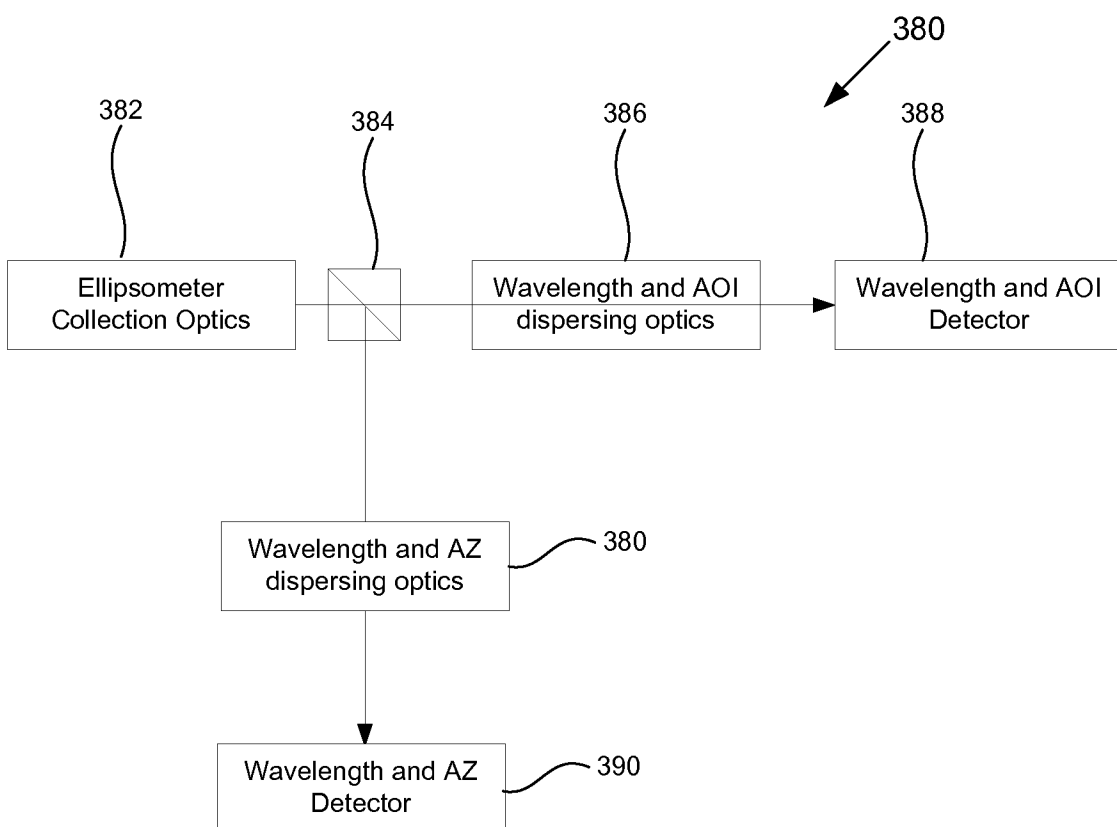 380
382
384
386
388
Ellipsometer
Collection Optics
Wavelength and AOI
dispersing optics
Wavelength and AOI
Detector
Wavelength and AZ
dispersing optics
380
Wavelength and AZ
Detector
390